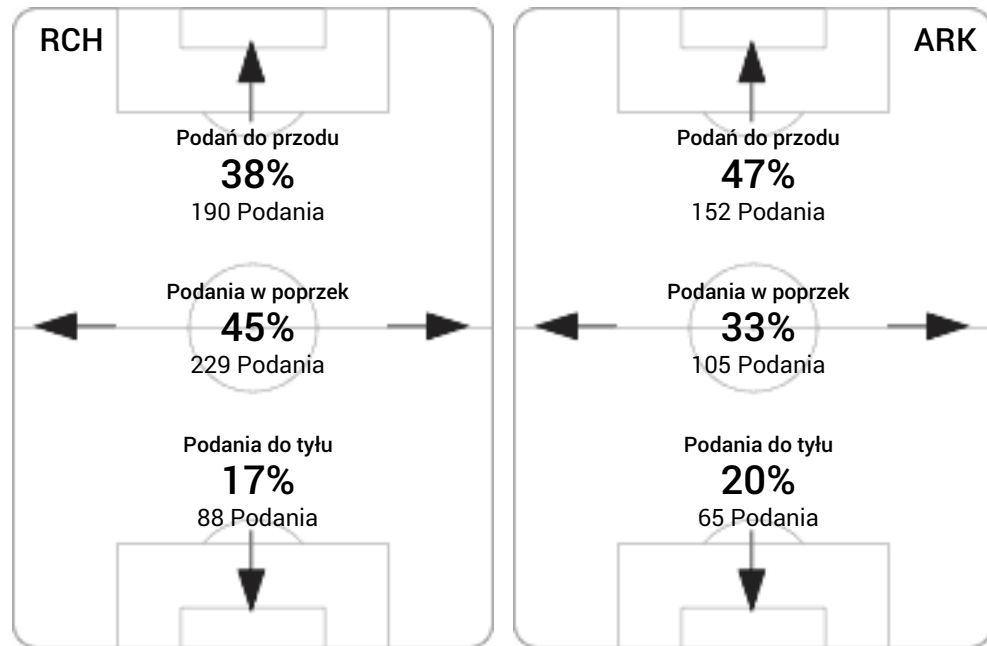 RCH
Podań do przodu
38%
190 Podania
Podania w poprzek
45%
229 Podania
Podania do tyłu
17%
88 Podania
ARK
Podań do przodu
47%
152 Podania
Podania w poprzek
33%
105 Podania
Podania do tyłu
20%
65 Podania